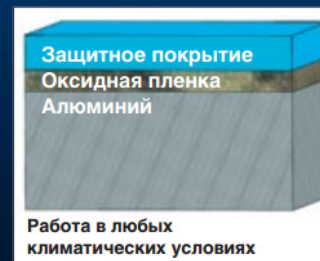 Защитное покрытие
Оксидная пленка
Алюминий
Работа в любых
климатических условиях